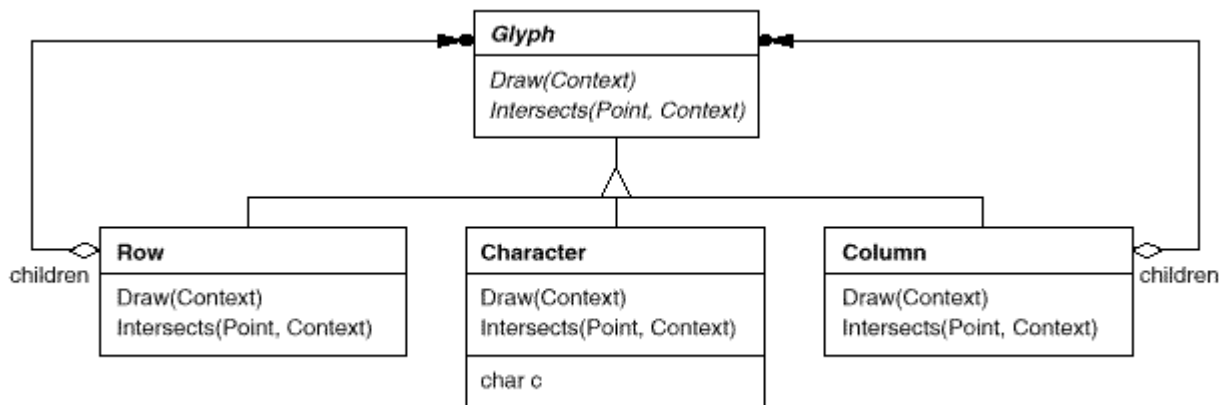 Glyph
Draw(Context)
Intersects(Point, Context)
Row
Draw(Context)
Intersects(Point, Context)
children
Character
Draw(Context)
Intersects(Point, Context)
char c
Column
Draw(Context)
Intersects(Point, Context)
children